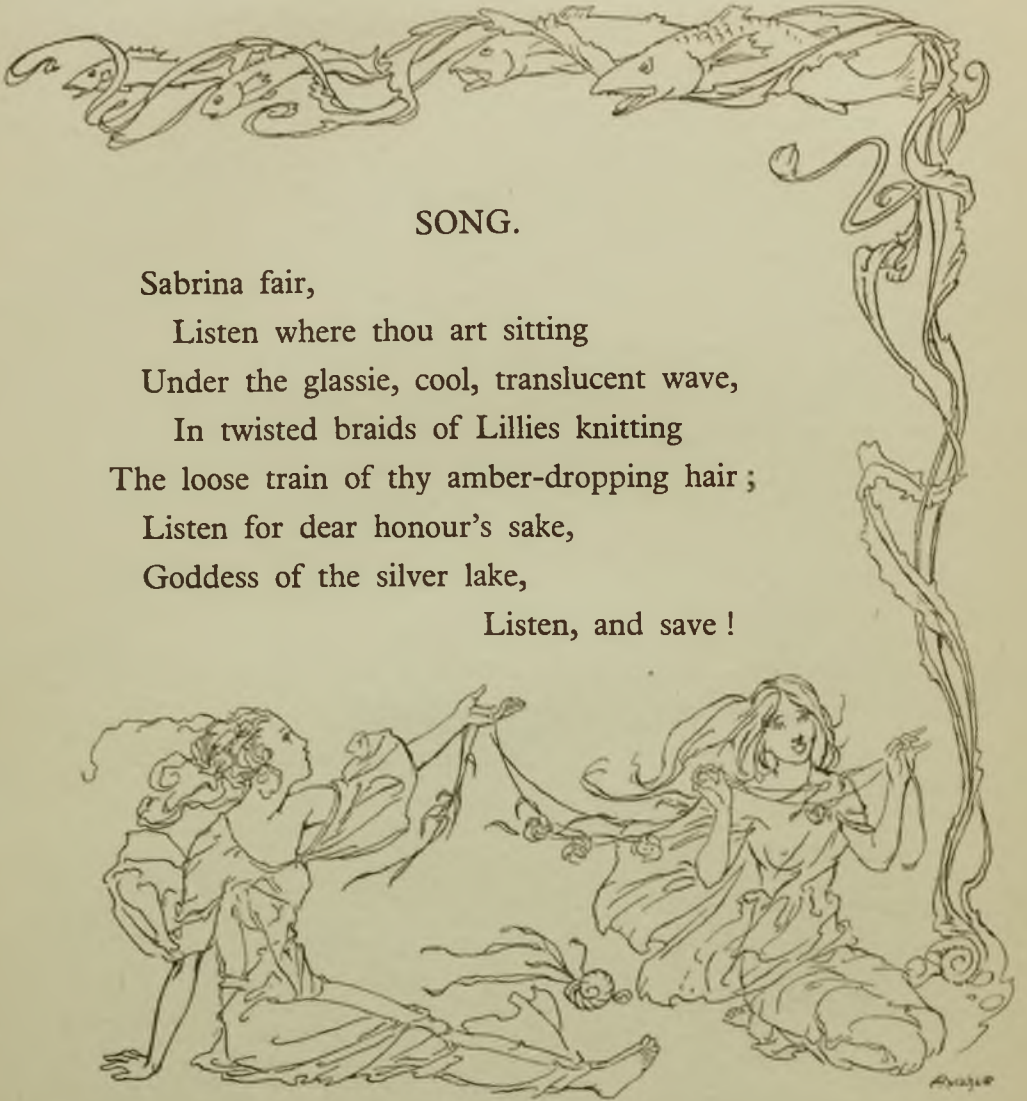 SONG.
Sabrina fair,
Listen where thou art sitting
Under the glassie, cool, translucent wave,
In twisted braids of Lillies knitting
The loose train of thy amber-dropping hair ;
Listen for dear honour's sake,
Goddess of the silver lake,
Listen, and save !